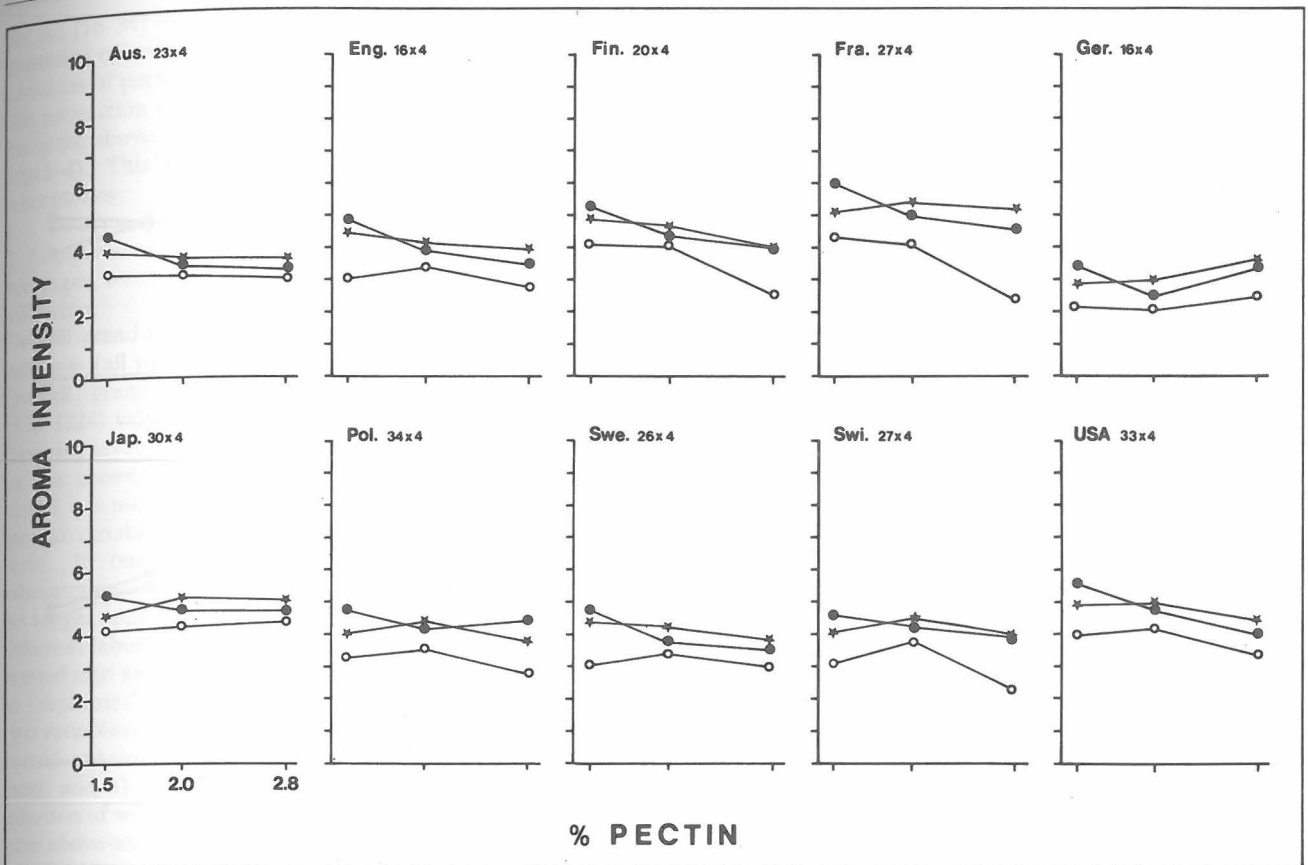 Aus. 23x4
Eng. 16x4
Fin. 20x4
Fra. 27x4
Ger. 16x4
10
8
6
4
2
0
Jap. 30x4
Pol. 34x4
Swe. 26x4
Swi. 27x4
USA 33x4
10
8
6
4
2
0
1.5 2.0 2.8
AROMA INTENSITY
% PECTIN